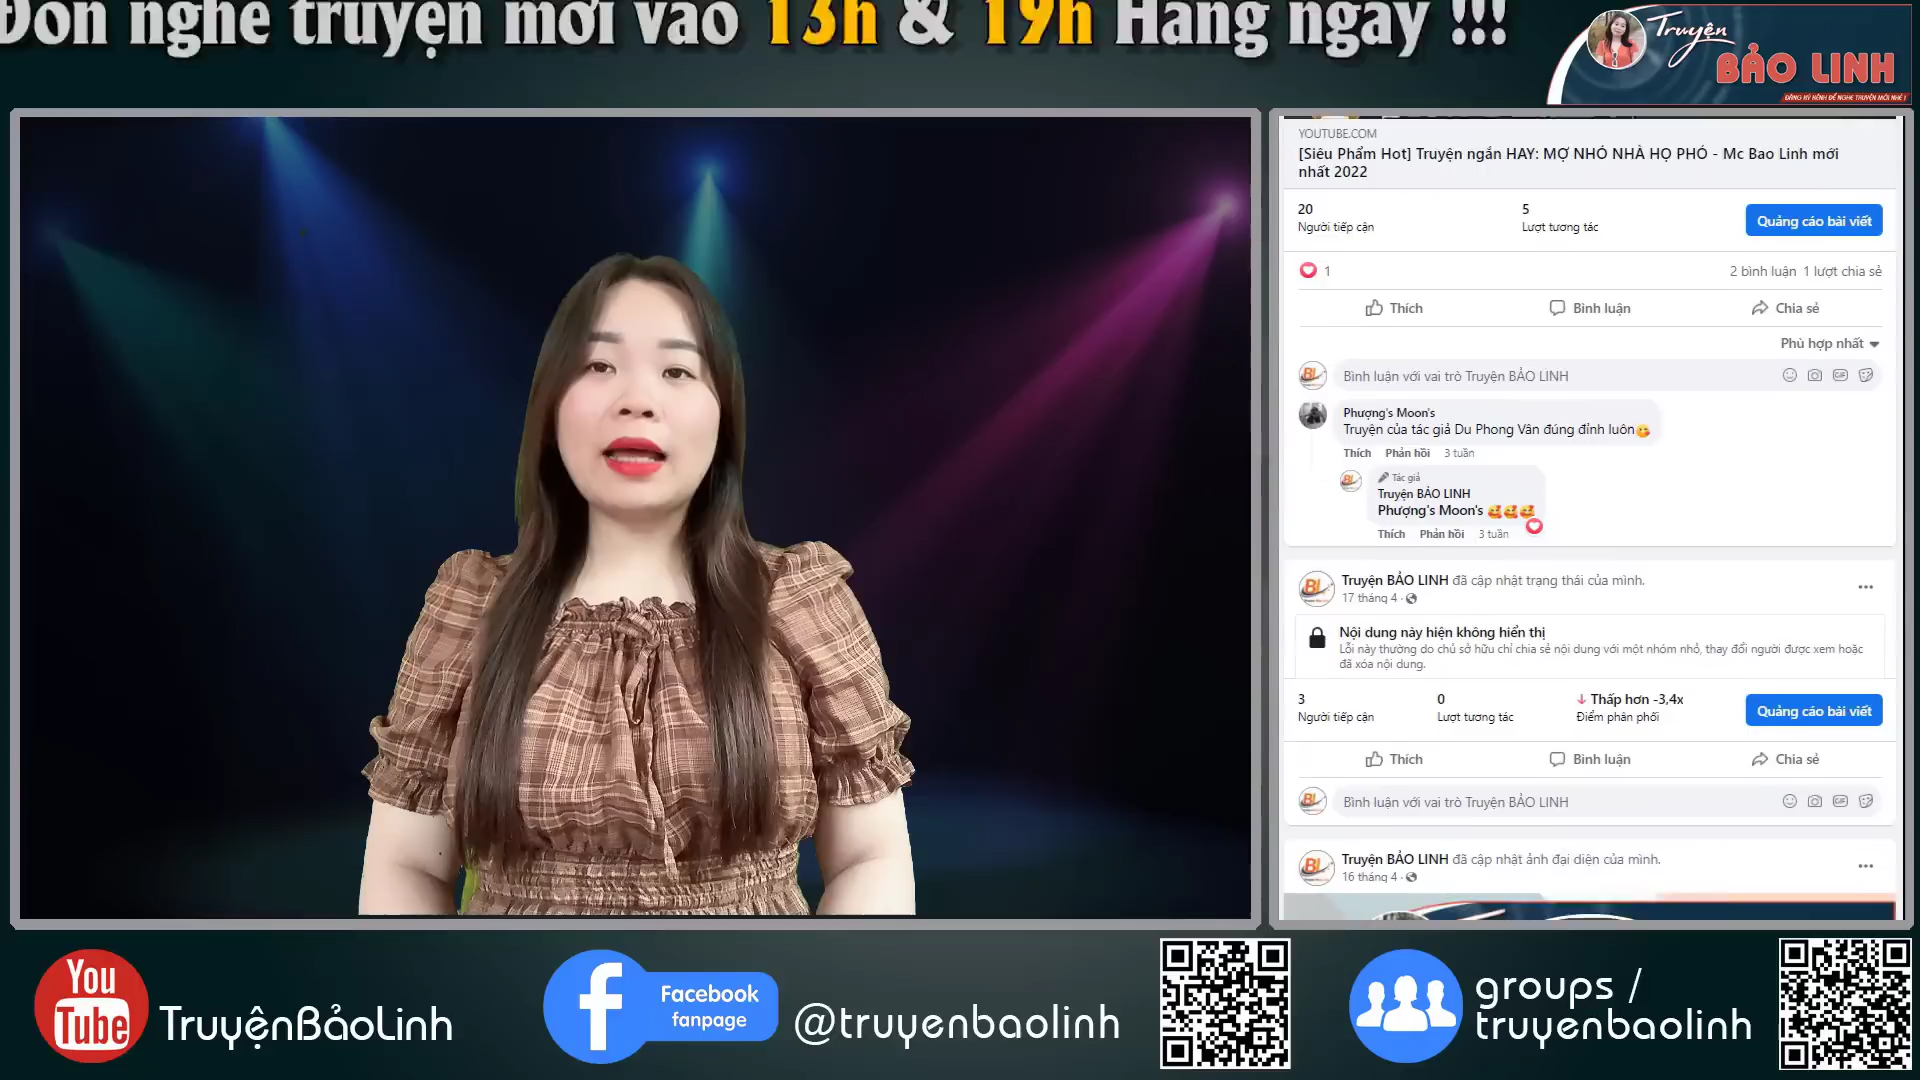 Đón nghe truyện mới vào 13h & 19h Hàng ngày !!!
Truyện
BẢO LINH
ĐĂNG KÝ KÊNH ĐỂ NGHE TRUYỆN MỚI NHÉ !
YOUTUBE.COM
[Siêu Phẩm Hot] Truyện ngắn HAY: MỢ NHỎ NHÀ HỌ PHÓ - Mc Bao Linh mới
nhất 2022
20
Người tiếp cận
5
Lượt tương tác
Quảng cáo bài viết
1
2 bình luận 1 lượt chia sẻ
Thích
Bình luận
Chia sẻ
Phù hợp nhất
Bình luận với vai trò Truyện BẢO LINH
Phượng's Moon's
Truyện của tác giả Du Phong Vân đúng đỉnh luôn😋
Thích Phản hồi 3 tuần
Tác giả
Truyện BẢO LINH
Phượng's Moon's 🥰🥰🥰
Thích Phản hồi 3 tuần
Truyện BẢO LINH đã cập nhật trạng thái của mình.
17 tháng 4 ·
Nội dung này hiện không hiển thị
Lỗi này thường do chủ sở hữu chỉ chia sẻ nội dung với một nhóm nhỏ, thay đổi người được xem hoặc
đã xóa nội dung.
3
Người tiếp cận
0
Lượt tương tác
Thấp hơn -3,4x
Điểm phân phối
Quảng cáo bài viết
Thích
Bình luận
Chia sẻ
Bình luận với vai trò Truyện BẢO LINH
Truyện BẢO LINH đã cập nhật ảnh đại diện của mình.
16 tháng 4 ·
You
Tube
TruyệnBảoLinh
Facebook
fanpage
@truyenbaolinh
groups /
truyenbaolinh